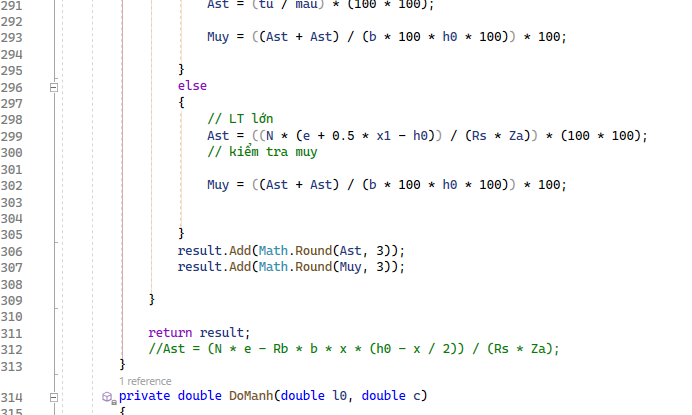 291 Ast = (tu / mau) * (100 * 100);
292
293 Muy = ((Ast + Ast) / (b * 100 * h0 * 100)) * 100;
294
295 }
296 else
297 {
298 // LT lớn
299 Ast = ((N * (e + 0.5 * x1 - h0)) / (Rs * Za)) * (100 * 100);
300 // kiểm tra muy
301
302 Muy = ((Ast + Ast) / (b * 100 * h0 * 100)) * 100;
303
304
305 }
306 result.Add(Math.Round(Ast, 3));
307 result.Add(Math.Round(Muy, 3));
308
309 }
310
311 return result;
312 //Ast = (N * e - Rb * b * x * (h0 - x / 2)) / (Rs * Za);
313 }
1 reference
314 private double DoManh(double l0, double c)
315 {